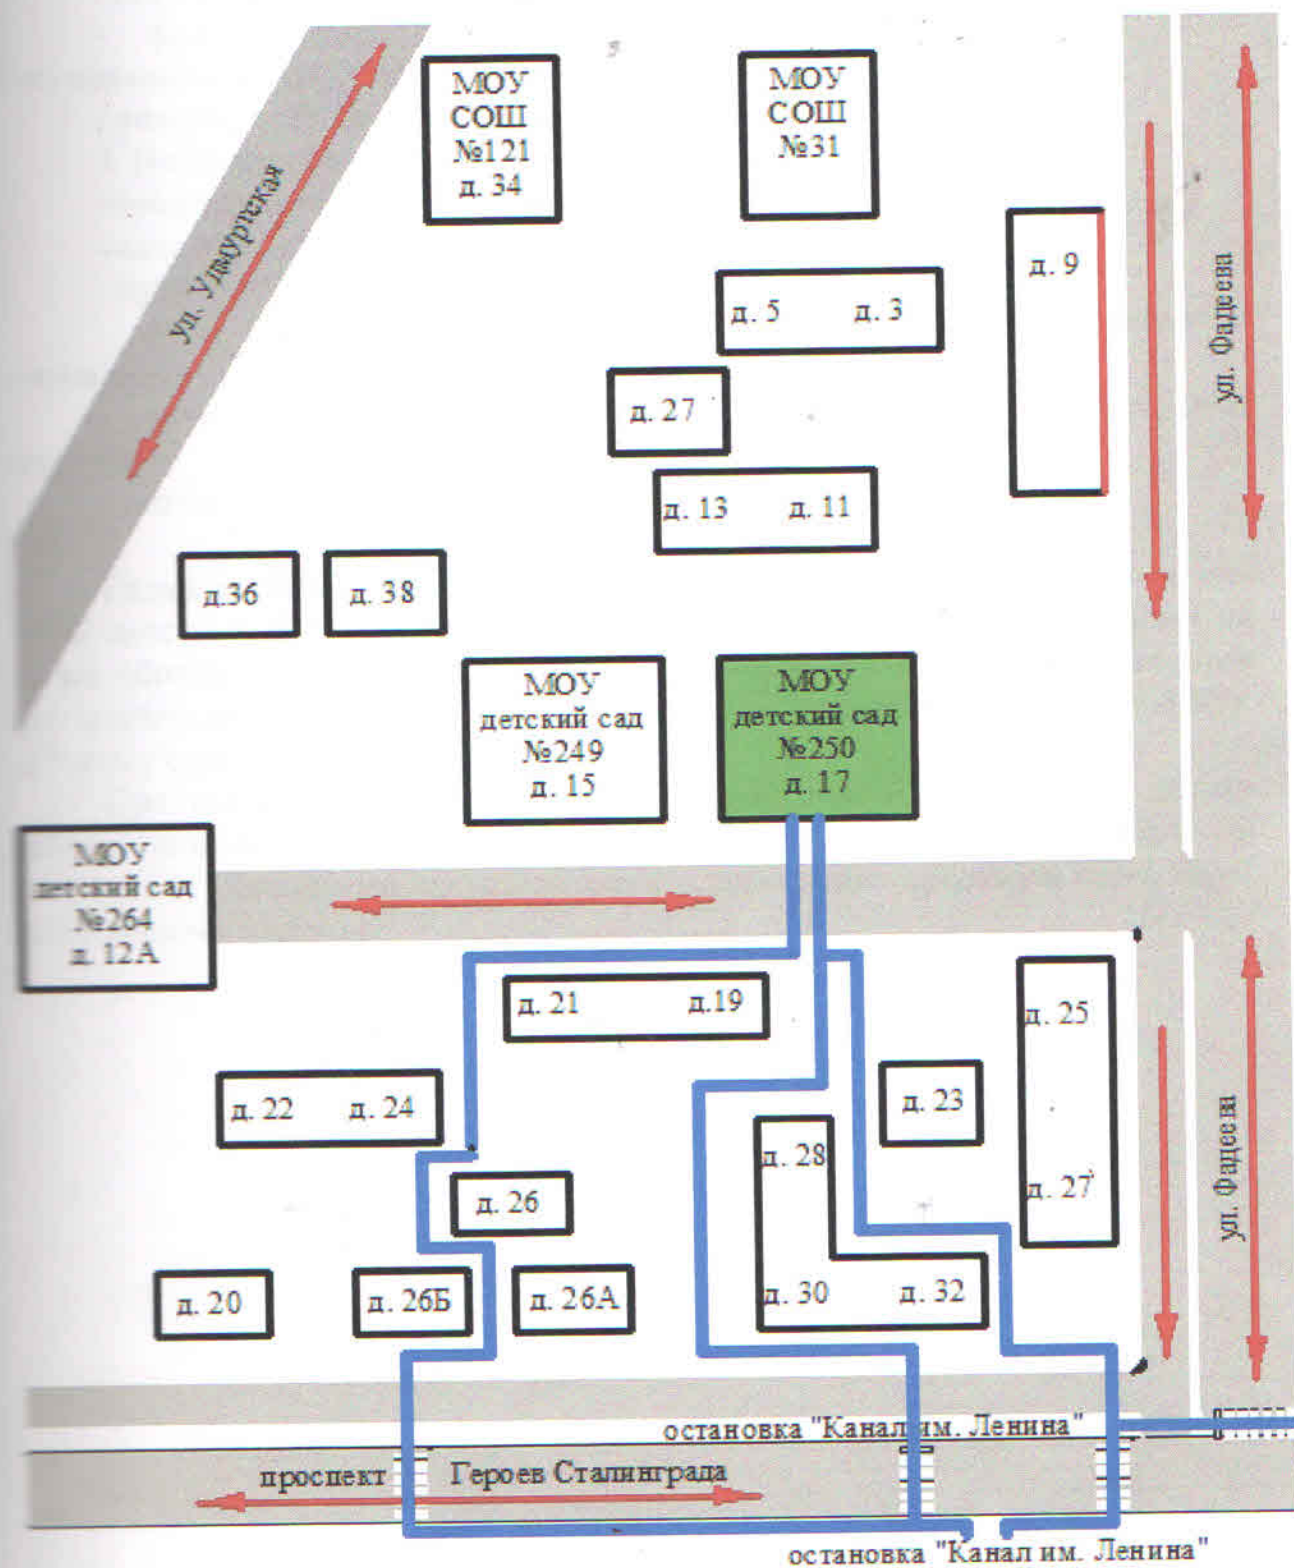 МОУ
СОШ
№121
д. 34
МОУ
СОШ
№31
ул. Удмуртская
д. 9
ул. Фадеева
д. 5 д. 3
д. 27
д. 13 д. 11
д.36
д. 38
МОУ
детский сад
№249
д. 15
МОУ
детский сад
№250
д. 17
МОУ
детский сад
№264
д. 12А
д. 21 д.19
д. 25
д. 22 д. 24
д. 23
д. 28
д. 27
ул. Фадеева
д. 26
д. 20
д. 26Б
д. 26А
д. 30 д. 32
остановка "Канал им. Ленина"
проспект Героев Сталинграда
остановка "Канал им. Ленина"